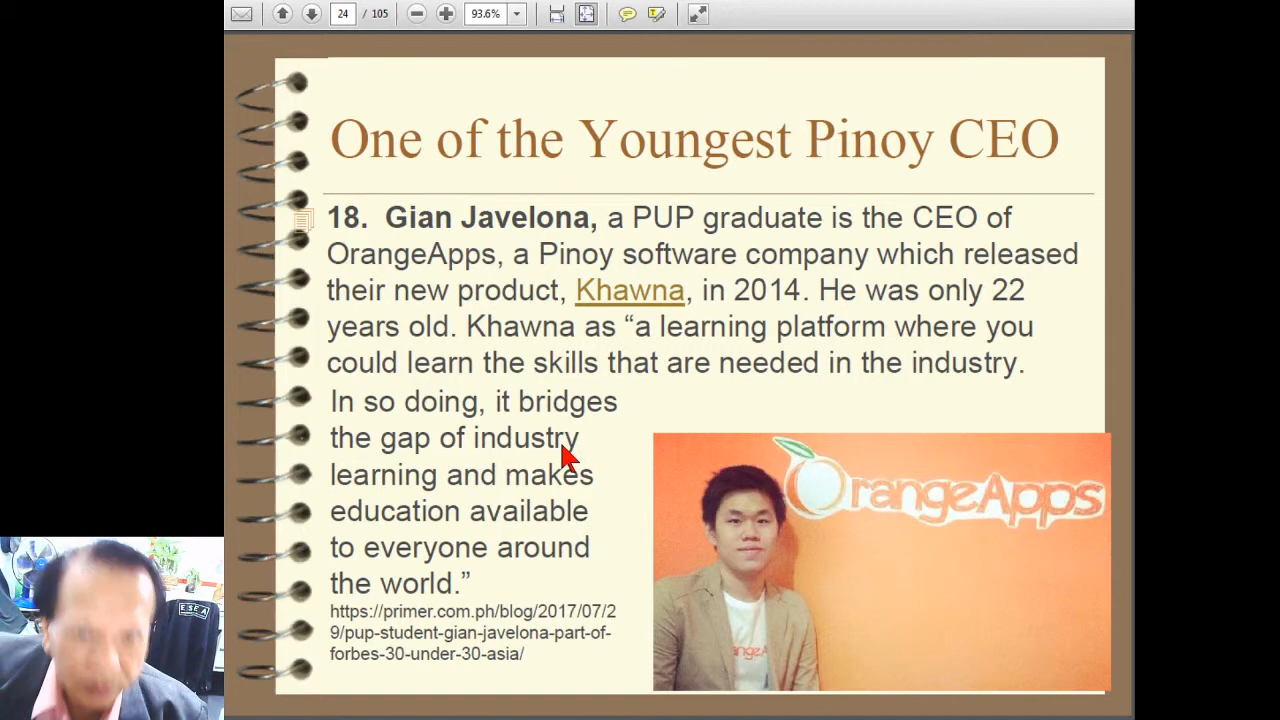 24 / 105 93.6%
One of the Youngest Pinoy CEO
18. Gian Javelona, a PUP graduate is the CEO of
OrangeApps, a Pinoy software company which released
their new product, Khawna, in 2014. He was only 22
years old. Khawna as “a learning platform where you
could learn the skills that are needed in the industry.
In so doing, it bridges
the gap of industry
learning and makes
education available
to everyone around
the world.”
https://primer.com.ph/blog/2017/07/2
9/pup-student-gian-javelona-part-of-
forbes-30-under-30-asia/
OrangeApps
ESEA